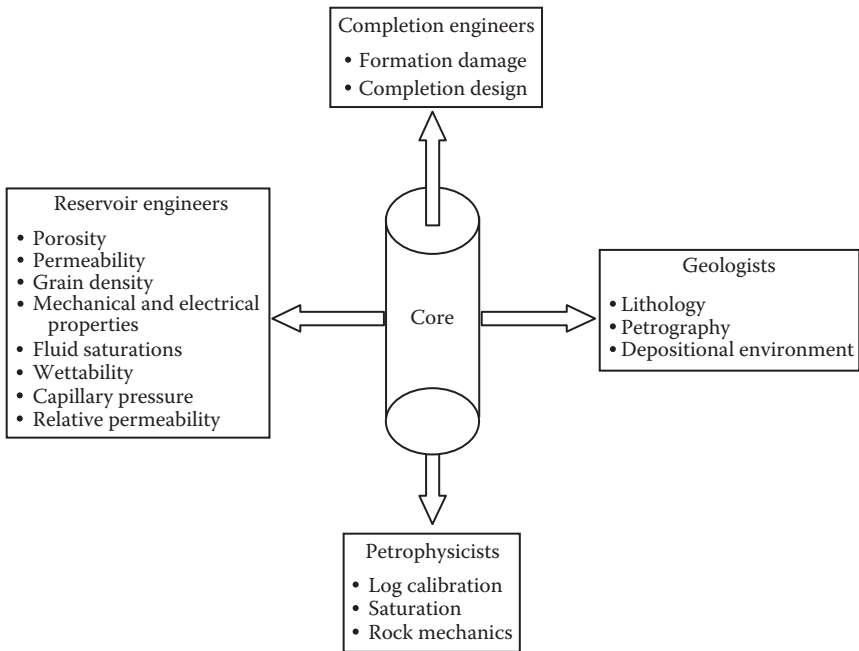 Completion engineers
• Formation damage
• Completion design
Reservoir engineers
• Porosity
• Permeability
• Grain density
• Mechanical and electrical
properties
• Fluid saturations
• Wettability
• Capillary pressure
• Relative permeability
Core
Geologists
• Lithology
• Petrography
• Depositional environment
Petrophysicists
• Log calibration
• Saturation
• Rock mechanics